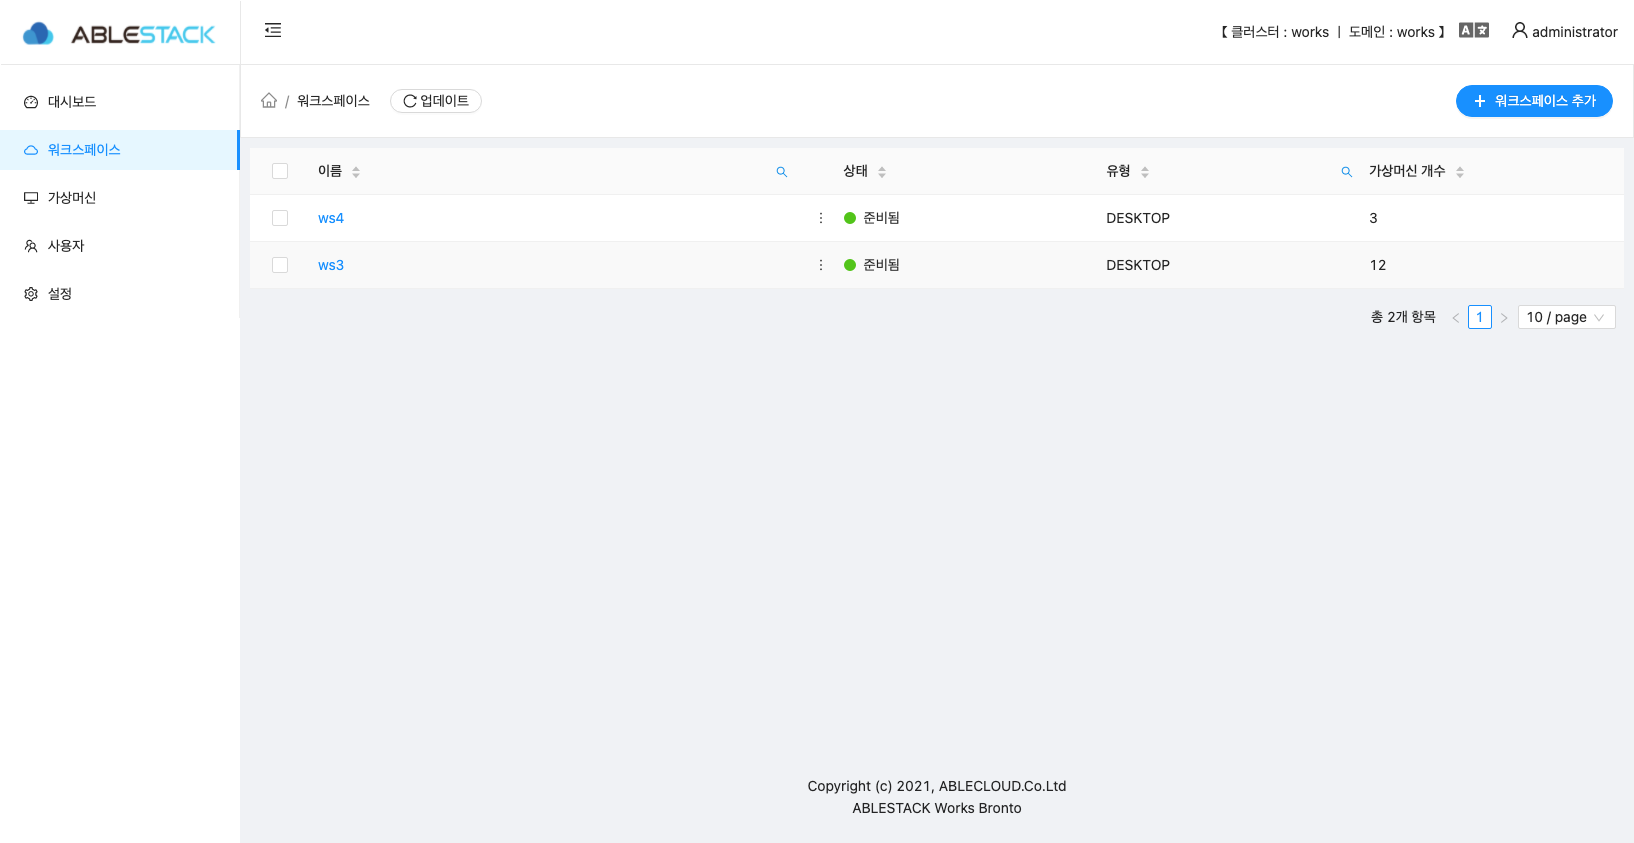 ABLESTACK
【 클러스터 : works | 도메인 : works 】
administrator
대시보드
워크스페이스
가상머신
사용자
설정
/ 워크스페이스
업데이트
+ 워크스페이스 추가
이름 상태 유형 가상머신 개수
ws4 준비됨 DESKTOP 3
ws3 준비됨 DESKTOP 12
총 2개 항목 < 1 > 10 / page
Copyright (c) 2021, ABLECLOUD.Co.Ltd
ABLESTACK Works Bronto